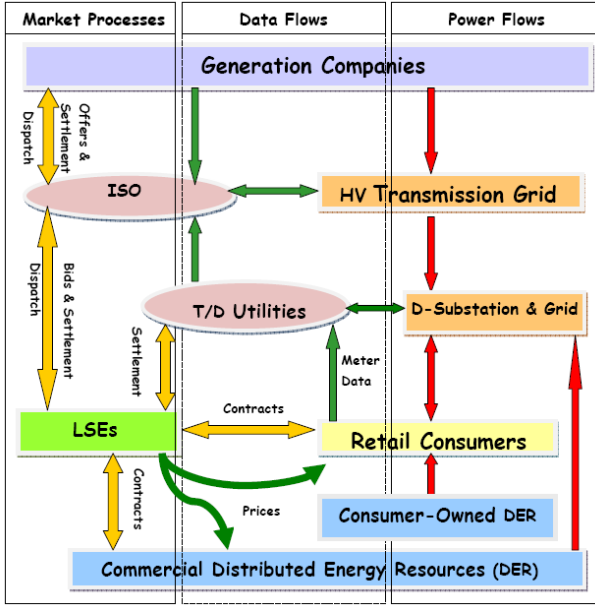 Market Processes
Data Flows
Power Flows
Generation Companies
Offers &
Settlement
Dispatch
ISO
HV Transmission Grid
Bids & Settlement
Dispatch
T/D Utilities
D-Substation & Grid
Settlement
Meter
Data
Contracts
LSEs
Retail Consumers
Contracts
Prices
Consumer-Owned DER
Commercial Distributed Energy Resources (DER)